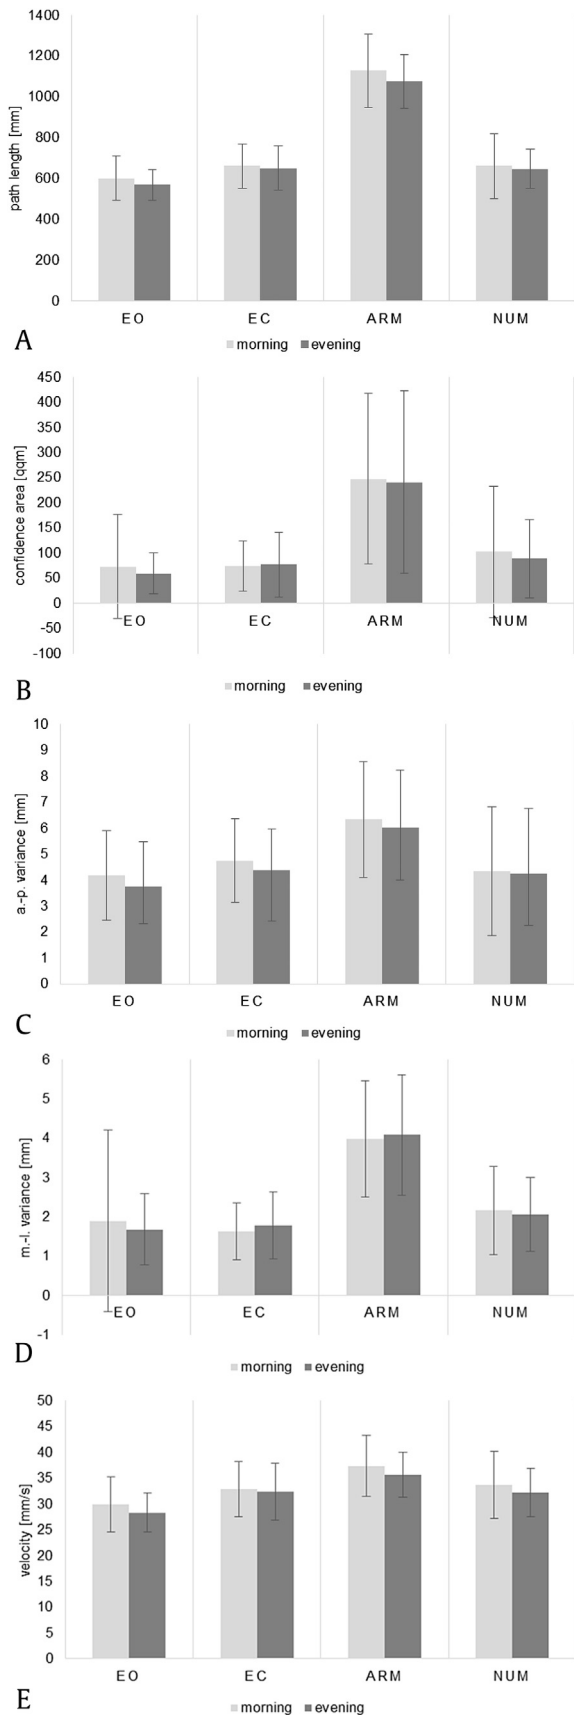 1400
1200
1000
800
600
400
200
0
path length [mm]
EO EC ARM NUM
A
morning evening
450
400
350
300
250
200
150
100
50
0
-50
-100
confidence area [qqm]
EO EC ARM NUM
B
morning evening
10
9
8
7
6
5
4
3
2
1
0
a.-p. variance [mm]
EO EC ARM NUM
C
morning evening
6
5
4
3
2
1
0
-1
m.-l. variance [mm]
EO EC ARM NUM
D
morning evening
50
45
40
35
30
25
20
15
10
5
0
velocity [mm/s]
EO EC ARM NUM
E
morning evening